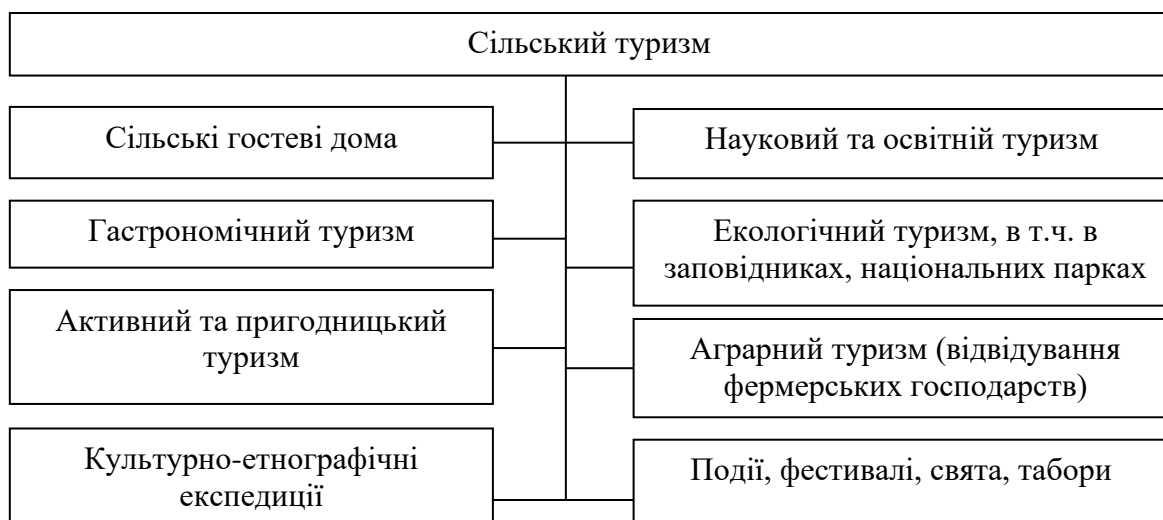 Сільський туризм
Сільські гостеві дома
Науковий та освітній туризм
Гастрономічний туризм
Екологічний туризм, в т.ч. в
заповідниках, національних парках
Активний та пригодницький
туризм
Аграрний туризм (відвідування
фермерських господарств)
Культурно-етнографічні
експедиції
Події, фестивалі, свята, табори